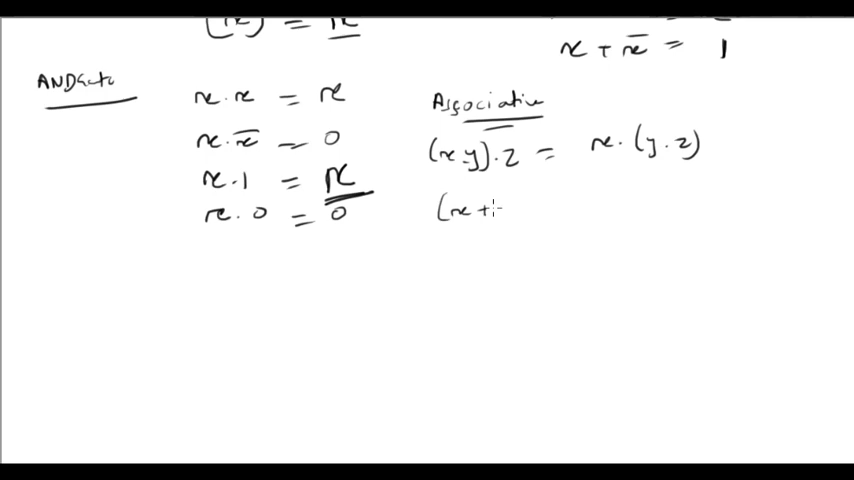 x + x̄ = 1
AND Gate
x . x = x
x . x̄ = 0
x . 1 = x
x . 0 = 0
Associative
(x.y) . z = x . (y . z)
(x +